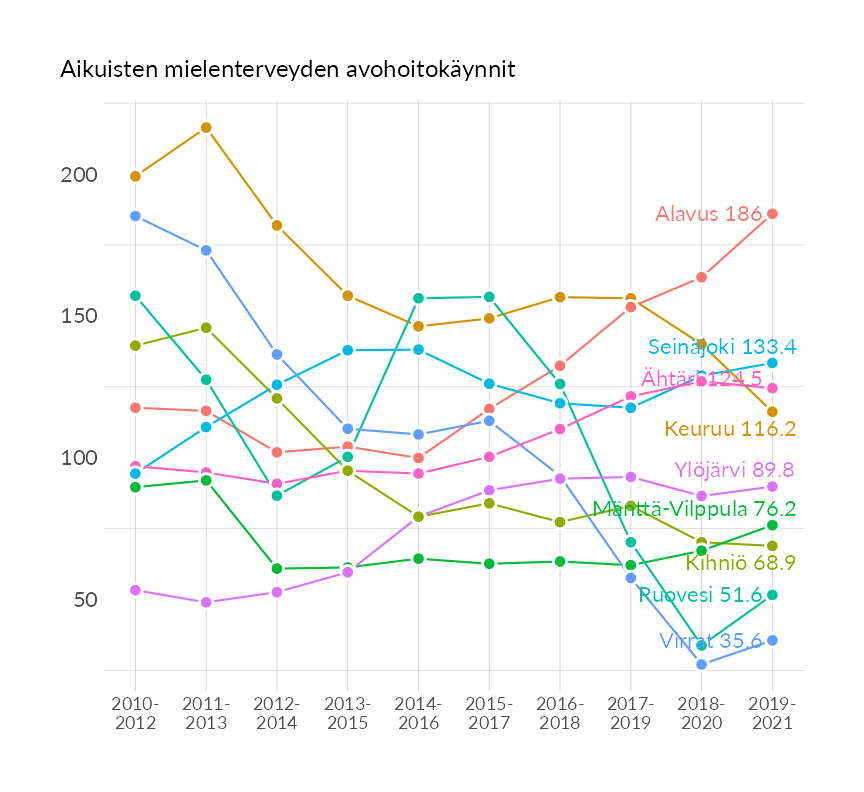 Aikuisten mielenterveyden avohoitokäynnit
200
150
100
50
Alavus 186
Seinäjoki 133.4
Ähtäri 124.5
Keuruu 116.2
Ylöjärvi 89.8
Mänttä-Vilppula 76.2
Kihniö 68.9
Ruovesi 51.6
Virrat 35.6
2010- 2011- 2012- 2013- 2014- 2015- 2016- 2017- 2018- 2019-
2012 2013 2014 2015 2016 2017 2018 2019 2020 2021